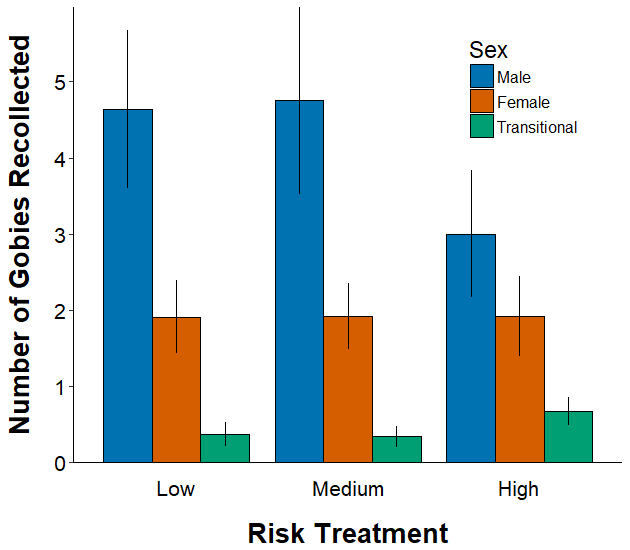 Number of Gobies Recollected
5
4
3
2
1
0
Sex
Male
Female
Transitional
Low
Medium
High
Risk Treatment